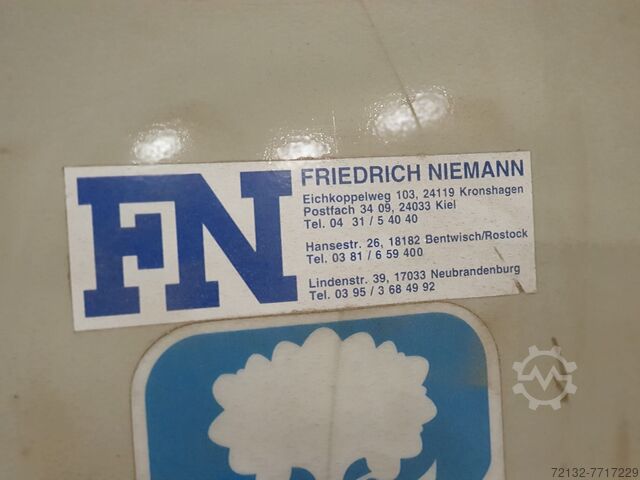 FN
FRIEDRICH NIEMANN
Eichkoppelweg 103, 24119 Kronshagen
Postfach 34 09, 24033 Kiel
Tel. 04 31 / 5 40 40
Hansestr. 26, 18182 Bentwisch/Rostock
Tel. 03 81 / 6 59 400
Lindenstr. 39, 17033 Neubrandenburg
Tel. 03 95 / 3 68 49 92
72132-7717229